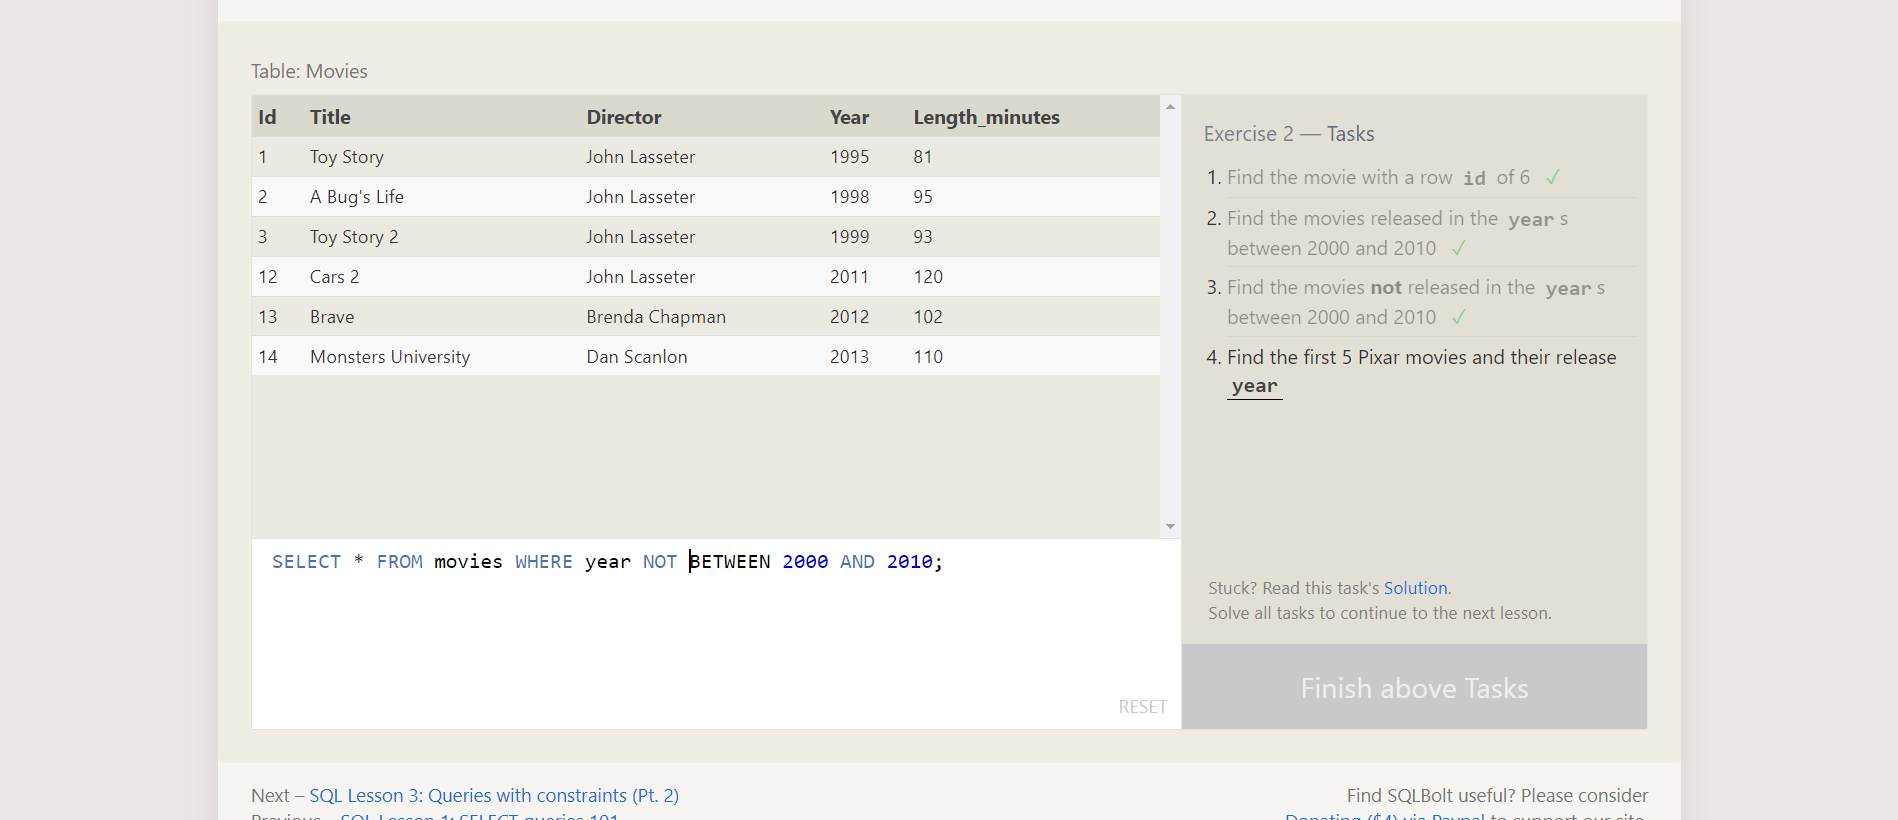 Table: Movies
Id Title Director Year Length_minutes
1 Toy Story John Lasseter 1995 81
2 A Bug's Life John Lasseter 1998 95
3 Toy Story 2 John Lasseter 1999 93
12 Cars 2 John Lasseter 2011 120
13 Brave Brenda Chapman 2012 102
14 Monsters University Dan Scanlon 2013 110
SELECT * FROM movies WHERE year NOT BETWEEN 2000 AND 2010;
RESET
Exercise 2 — Tasks
1. Find the movie with a row id of 6 ✓
2. Find the movies released in the year s
between 2000 and 2010 ✓
3. Find the movies not released in the year s
between 2000 and 2010 ✓
4. Find the first 5 Pixar movies and their release
year
Stuck? Read this task's Solution.
Solve all tasks to continue to the next lesson.
Finish above Tasks
Next – SQL Lesson 3: Queries with constraints (Pt. 2)
Previous – SQL Lesson 1: SELECT queries 101
Find SQLBolt useful? Please consider
Donating ($4) via Paypal to support our site.